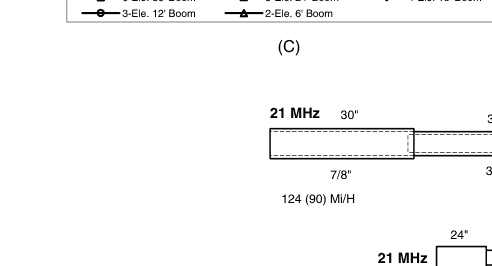 3-Ele. 12' Boom
2-Ele. 6' Boom
(C)
21 MHz
30"
7/8"
124 (90) Mi/H
24"
21 MHz